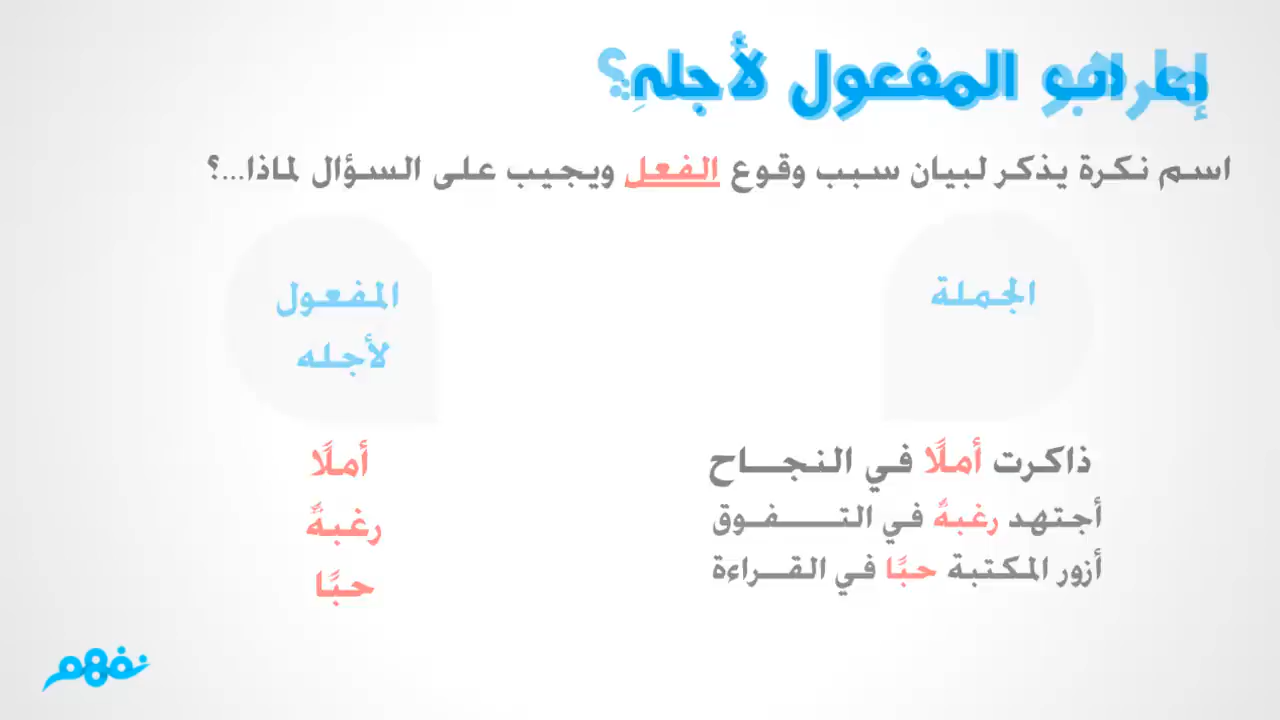 المفعول لأجله
اسم نكرة يذكر لبيان سبب وقوع الفعل ويجيب على السؤال لماذا...؟
الجملة
المفعول
لأجله
ذاكرت أملًا في النجاح
أملًا
أجتهد رغبةً في التفوق
رغبةً
أزور المكتبة حبًا في القراءة
حبًا
نفهم